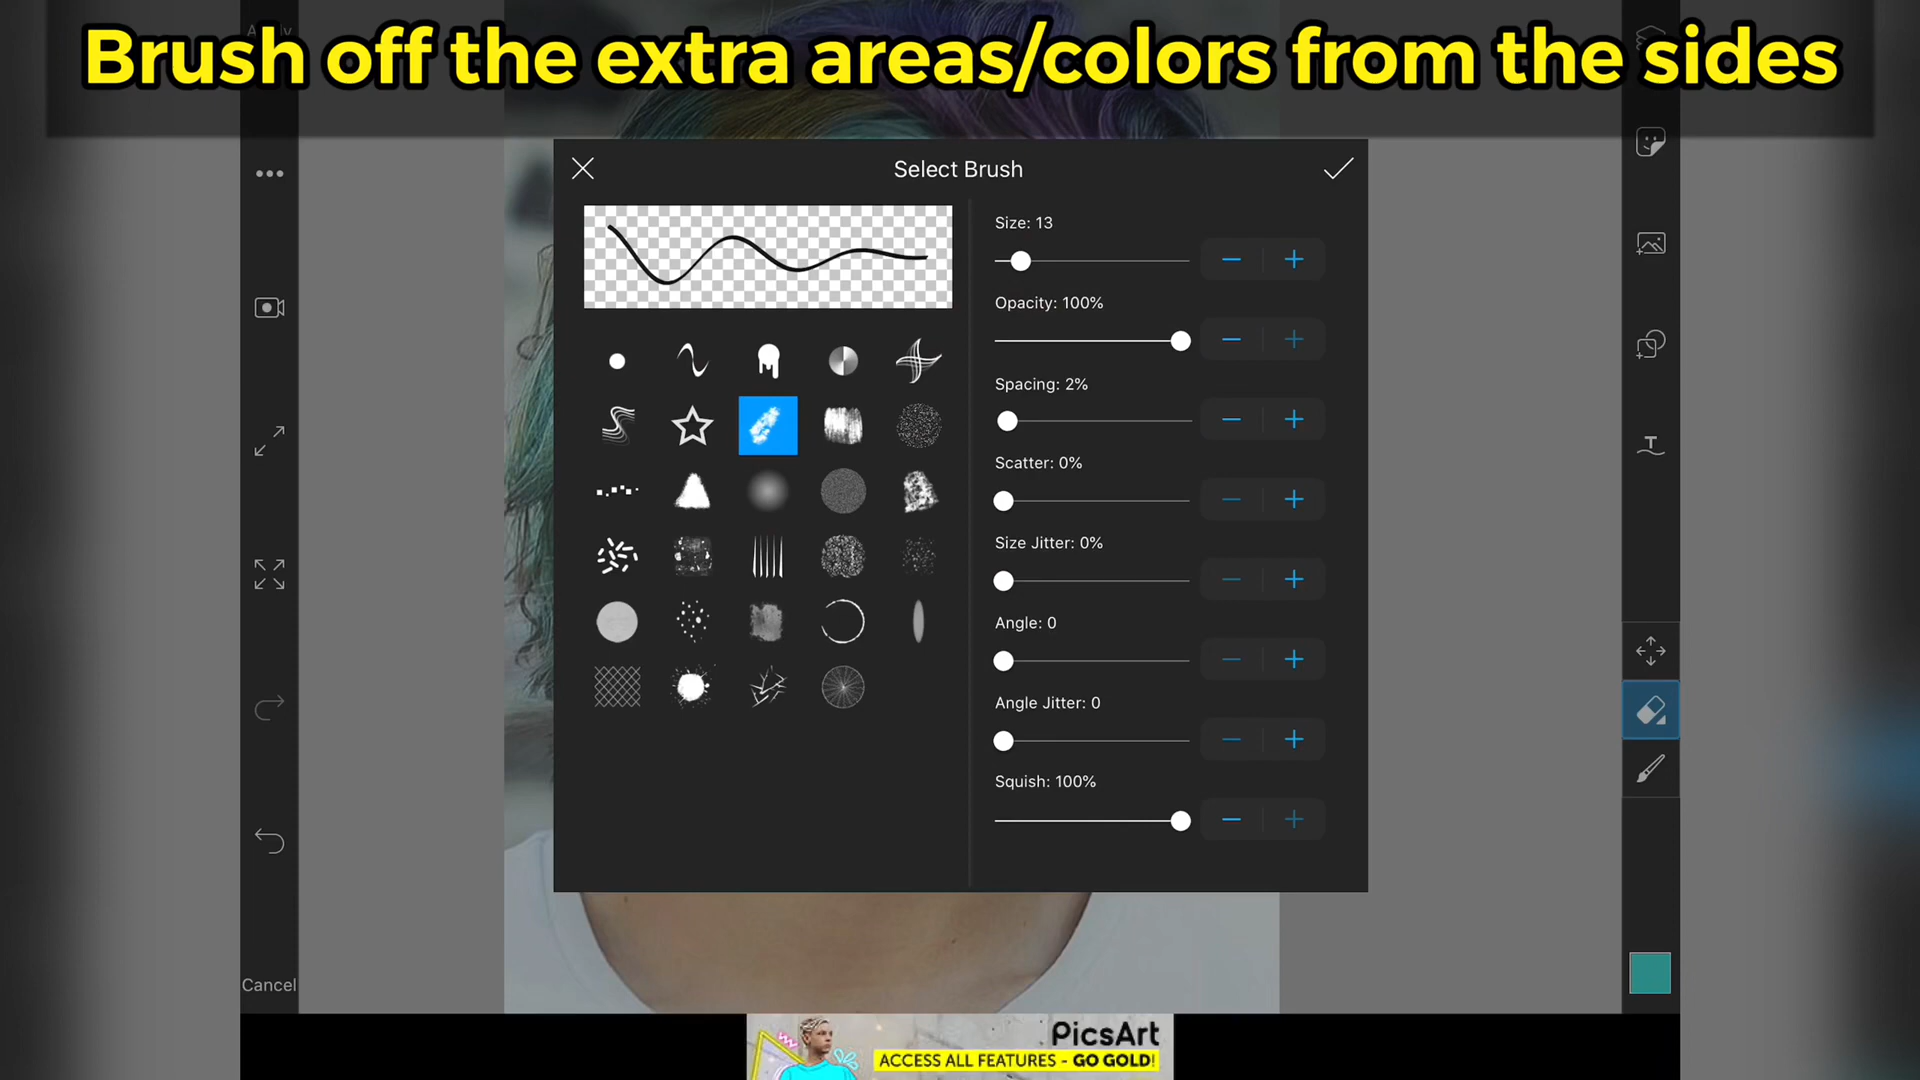 Brush off the extra areas/colors from the sides
Apply
Select Brush
Size: 13
Opacity: 100%
Spacing: 2%
Scatter: 0%
Size Jitter: 0%
Angle: 0
Angle Jitter: 0
Squish: 100%
Cancel
PicsArt
ACCESS ALL FEATURES - GO GOLD!